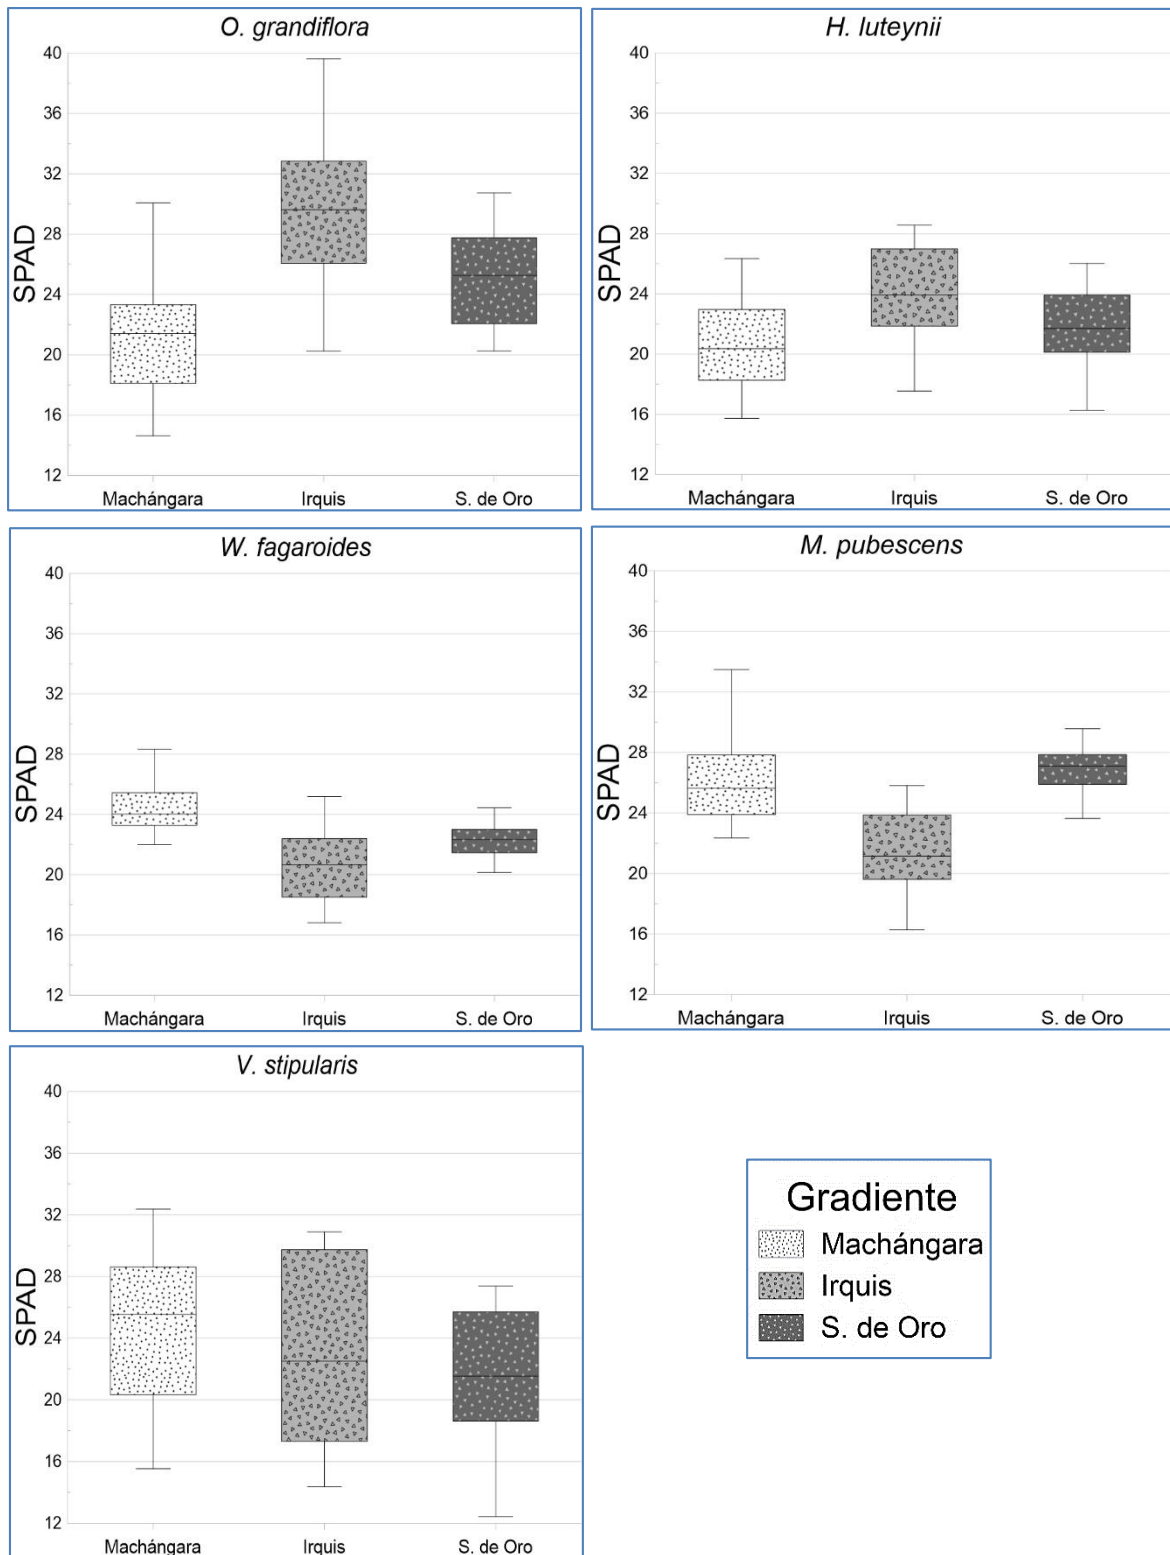 O. grandiflora
40
36
32
28
24
20
16
12
SPAD
Machángara Irquis S. de Oro
H. luteynii
40
36
32
28
24
20
16
12
SPAD
Machángara Irquis S. de Oro
W. fagaroides
40
36
32
28
24
20
16
12
SPAD
Machángara Irquis S. de Oro
M. pubescens
40
36
32
28
24
20
16
12
SPAD
Machángara Irquis S. de Oro
V. stipularis
40
36
32
28
24
20
16
12
SPAD
Machángara Irquis S. de Oro
Gradiente
Machángara
Irquis
S. de Oro